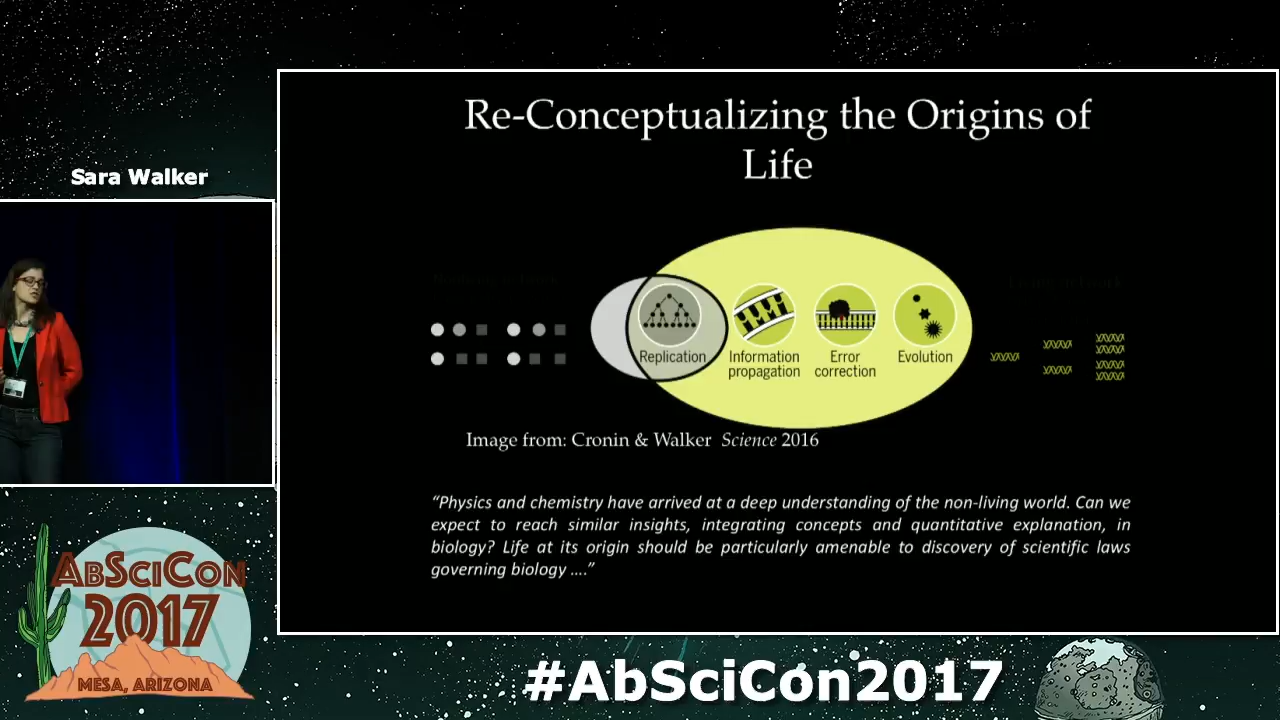 Re-Conceptualizing the Origins of
Life
Sara Walker
Replication
Information
propagation
Error
correction
Evolution
Image from: Cronin & Walker Science 2016
“Physics and chemistry have arrived at a deep understanding of the non-living world. Can we
expect to reach similar insights, integrating concepts and quantitative explanation, in
biology? Life at its origin should be particularly amenable to discovery of scientific laws
governing biology ….”
ABSCICON
2017
MESA, ARIZONA
#AbSciCon2017